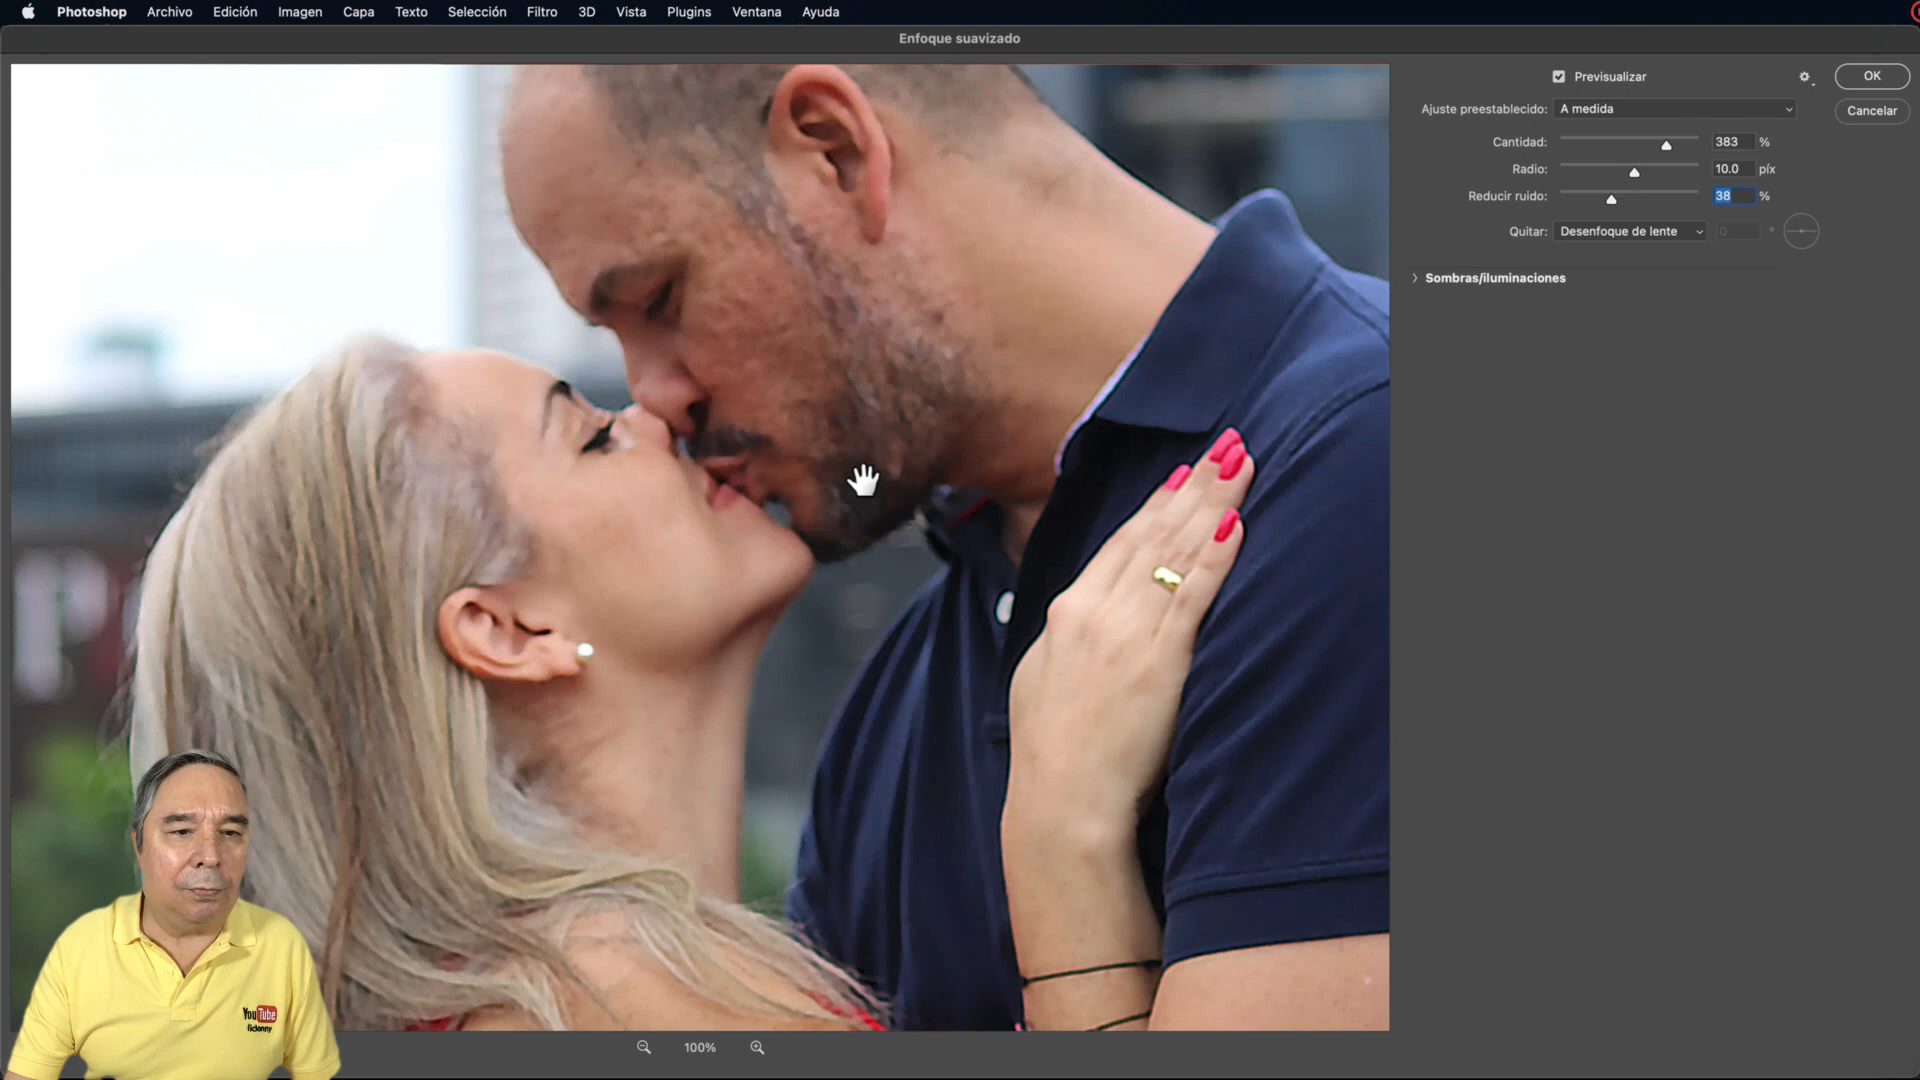 Photoshop Archivo Edición Imagen Capa Texto Selección Filtro 3D Vista Plugins Ventana Ayuda
Enfoque suavizado
Previsualizar
OK
Ajuste preestablecido: A medida
Cancelar
Cantidad: 383 %
Radio: 10.0 píx
Reducir ruido: 38 %
Quitar: Desenfoque de lente 0 °
Sombras/iluminaciones
P
YouTube
fidonny
100%